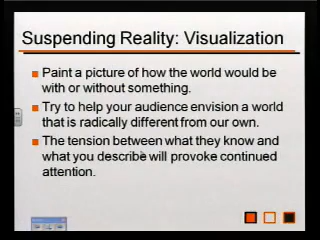 Suspending Reality: Visualization
Paint a picture of how the world would be
with or without something.
Try to help your audience envision a world
that is radically different from our own.
The tension between what they know and
what you describe will provoke continued
attention.